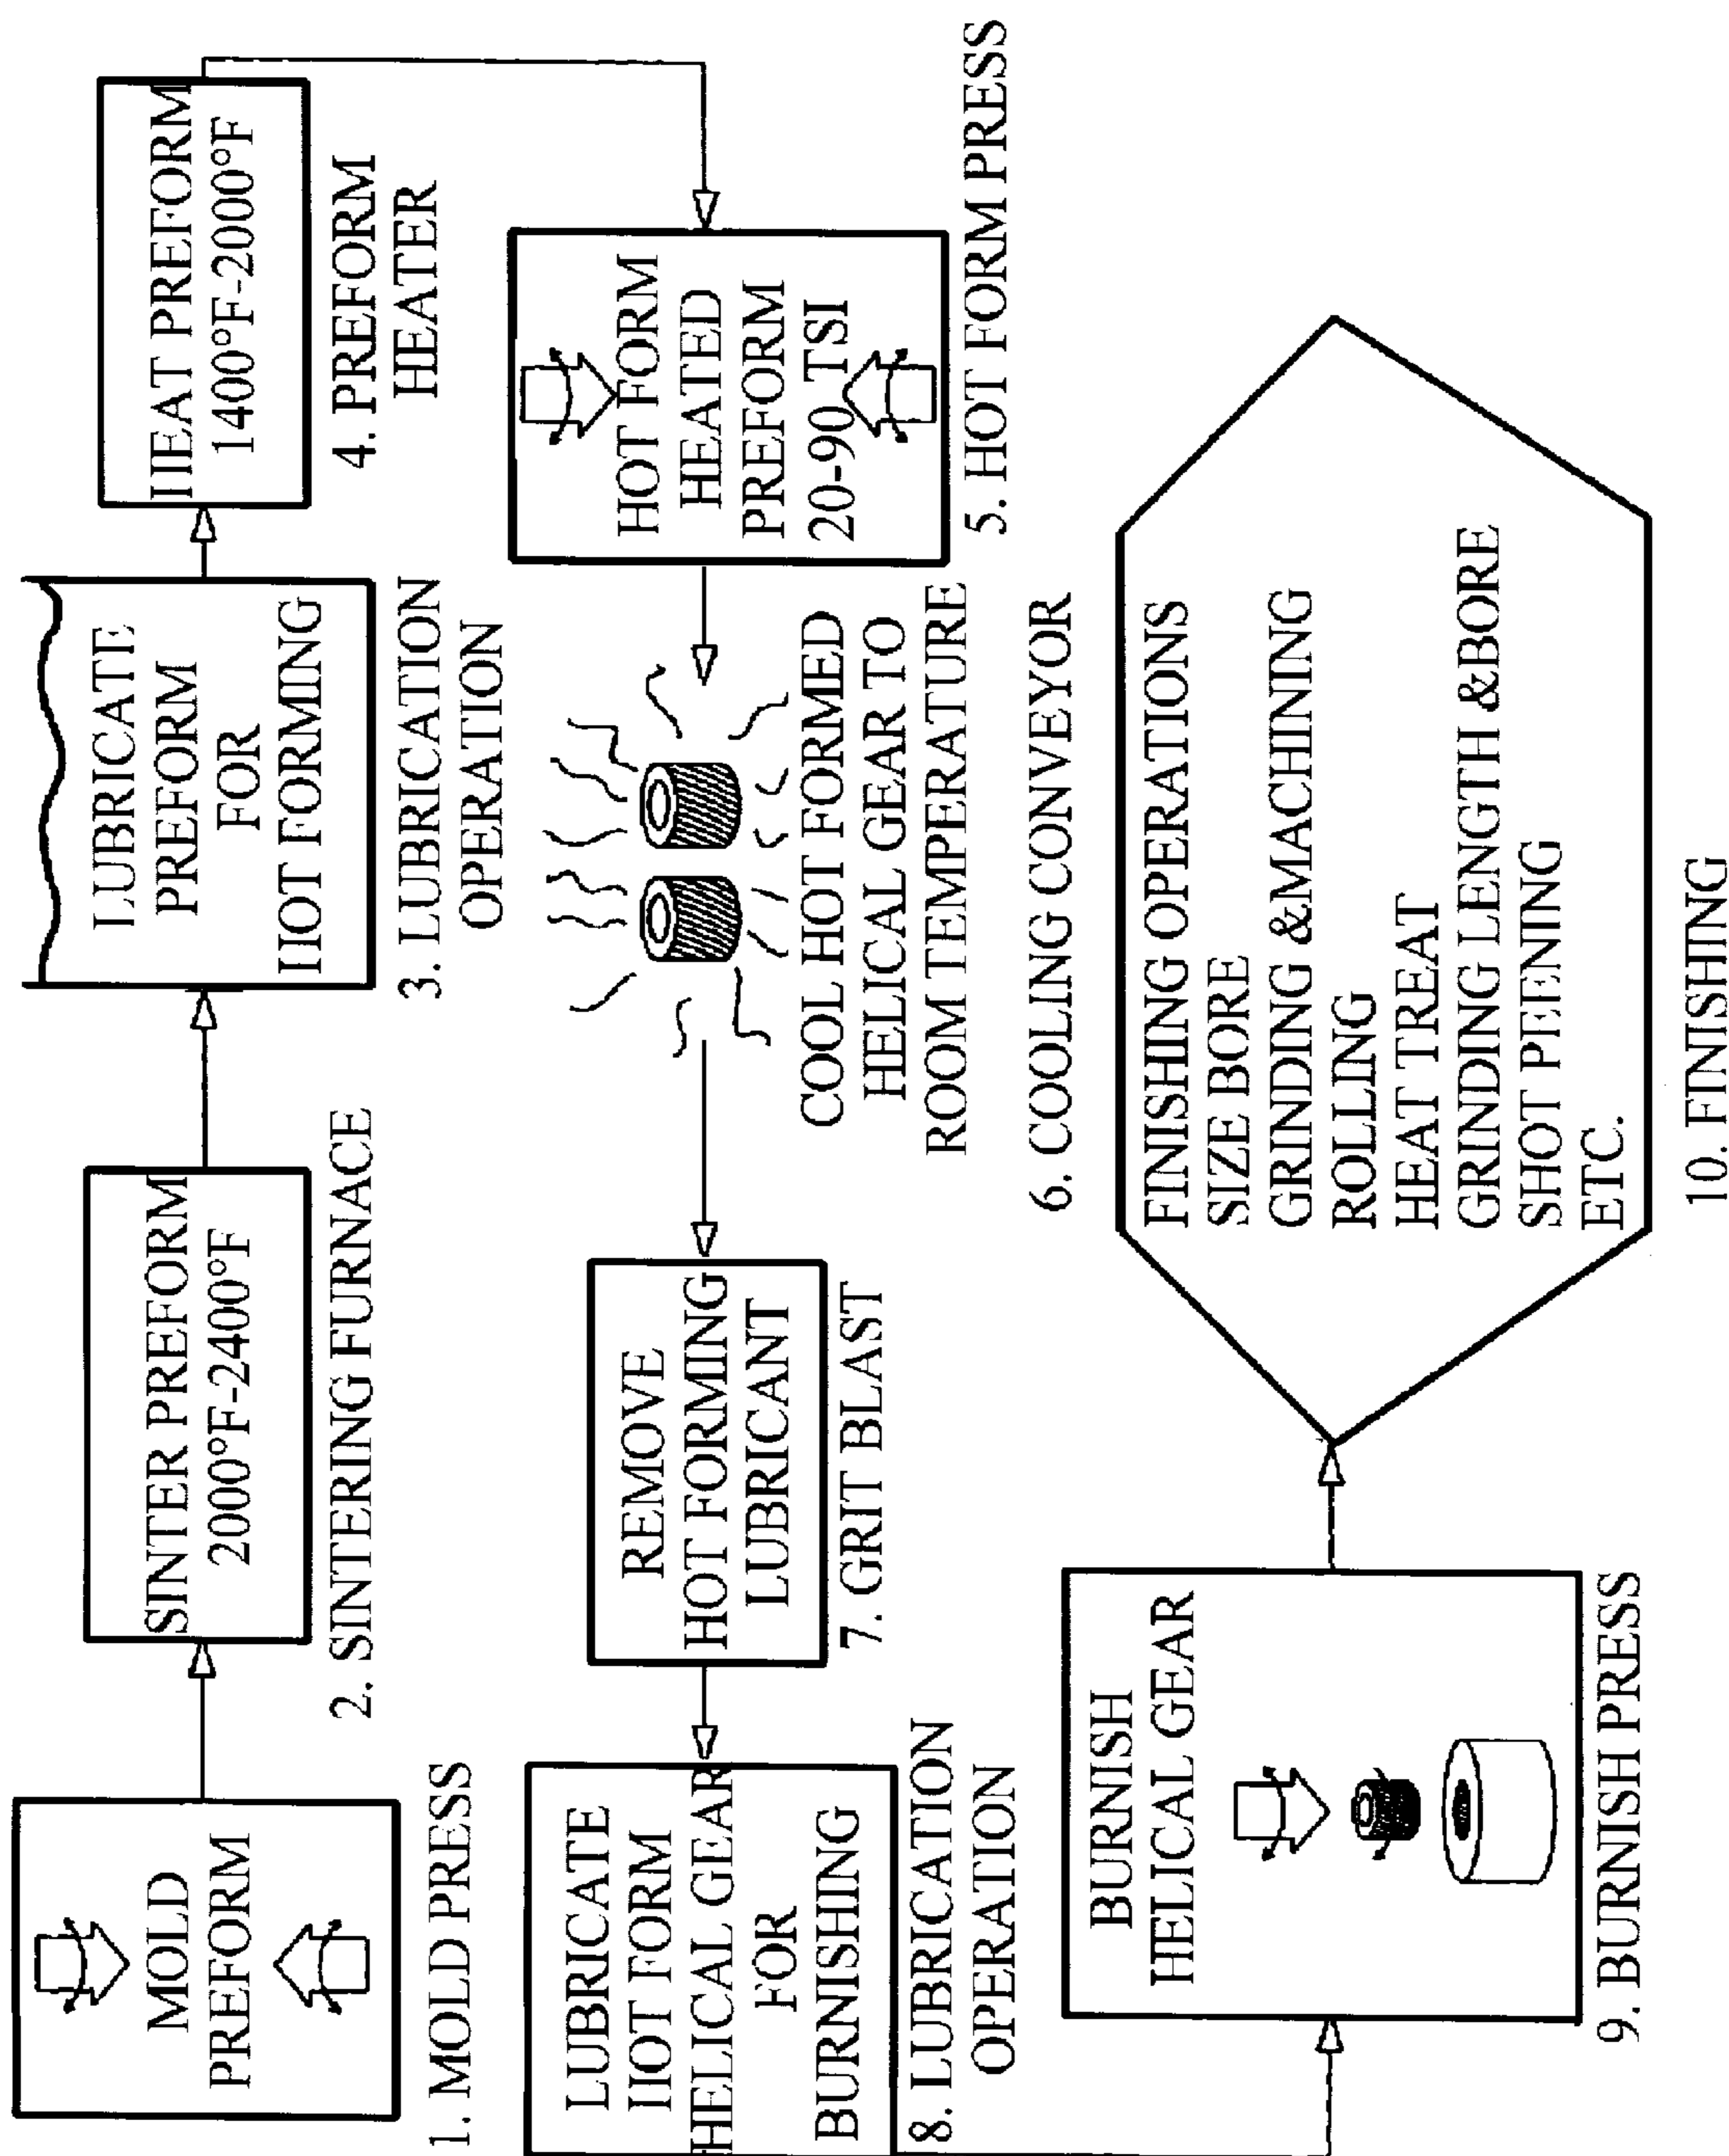 MOLD
PREFORM
1. MOLD PRESS
SINTER PREFORM
2000°F-2400°F
2. SINTERING FURNACE
LUBRICATE
PREFORM
FOR
HOT FORMING
3. LUBRICATION
OPERATION
HEAT PREFORM
1400°F-2000°F
4. PREFORM
HEATER
HOT FORM
HEATED
PREFORM
20-90 TSI
5. HOT FORM PRESS
COOL HOT FORMED
HELICAL GEAR TO
ROOM TEMPERATURE
6. COOLING CONVEYOR
REMOVE
HOT FORMING
LUBRICANT
7. GRIT BLAST
LUBRICATE
HOT FORM
HELICAL GEAR
FOR
BURNISHING
8. LUBRICATION
OPERATION
BURNISH
HELICAL GEAR
9. BURNISH PRESS
FINISHING OPERATIONS
SIZE BORE
GRINDING &MACHINING
ROLLING
HEAT TREAT
GRINDING LENGTH &BORE
SHOT PEENING
ETC.
10. FINISHING